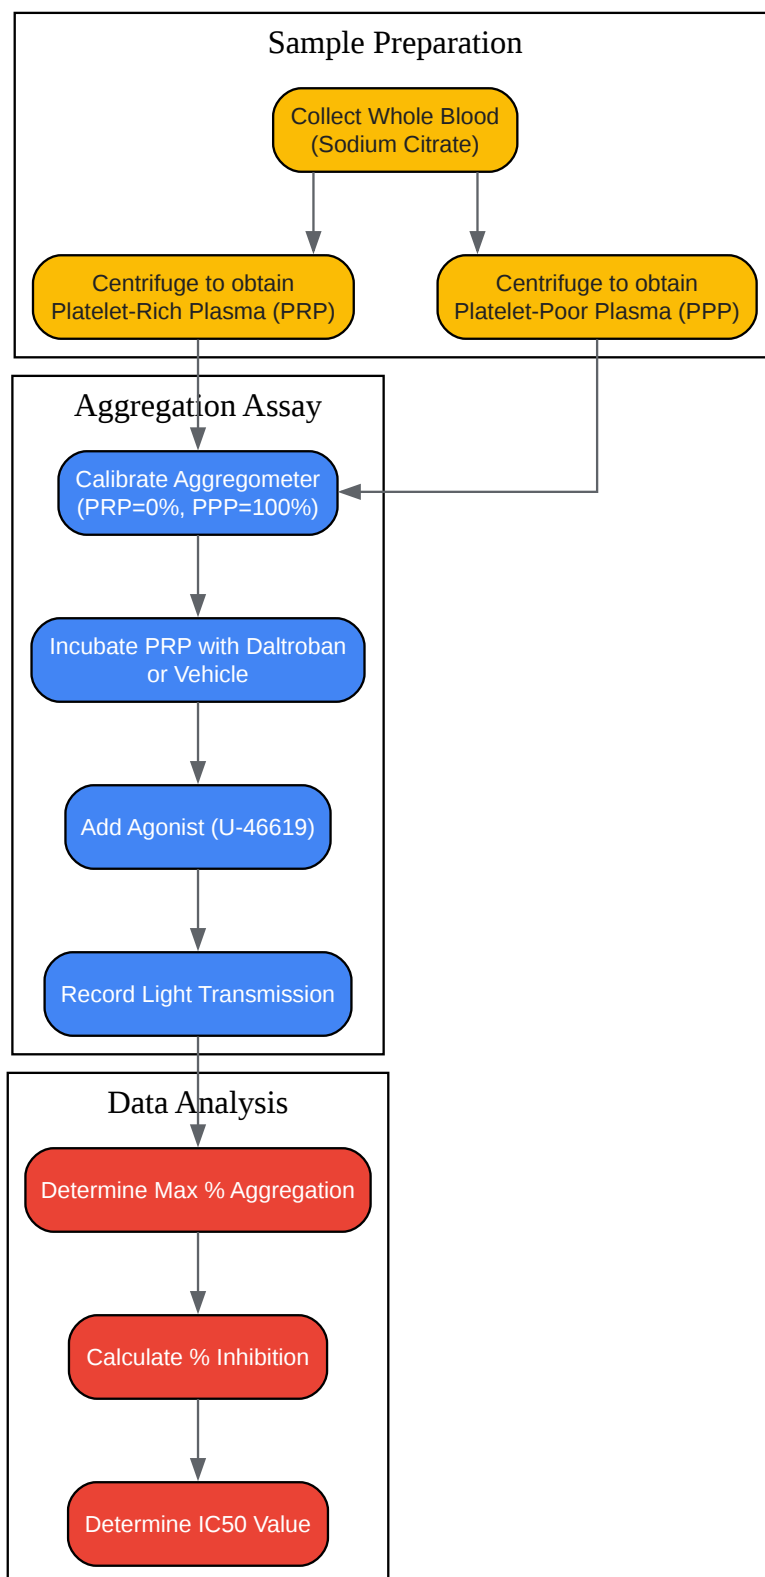 Sample Preparation
Collect Whole Blood
(Sodium Citrate)
Centrifuge to obtain
Platelet-Rich Plasma (PRP)
Centrifuge to obtain
Platelet-Poor Plasma (PPP)
Aggregation Assay
Calibrate Aggregometer
(PRP=0%, PPP=100%)
Incubate PRP with Daltroban
or Vehicle
Add Agonist (U-46619)
Record Light Transmission
Data Analysis
Determine Max % Aggregation
Calculate % Inhibition
Determine IC50 Value